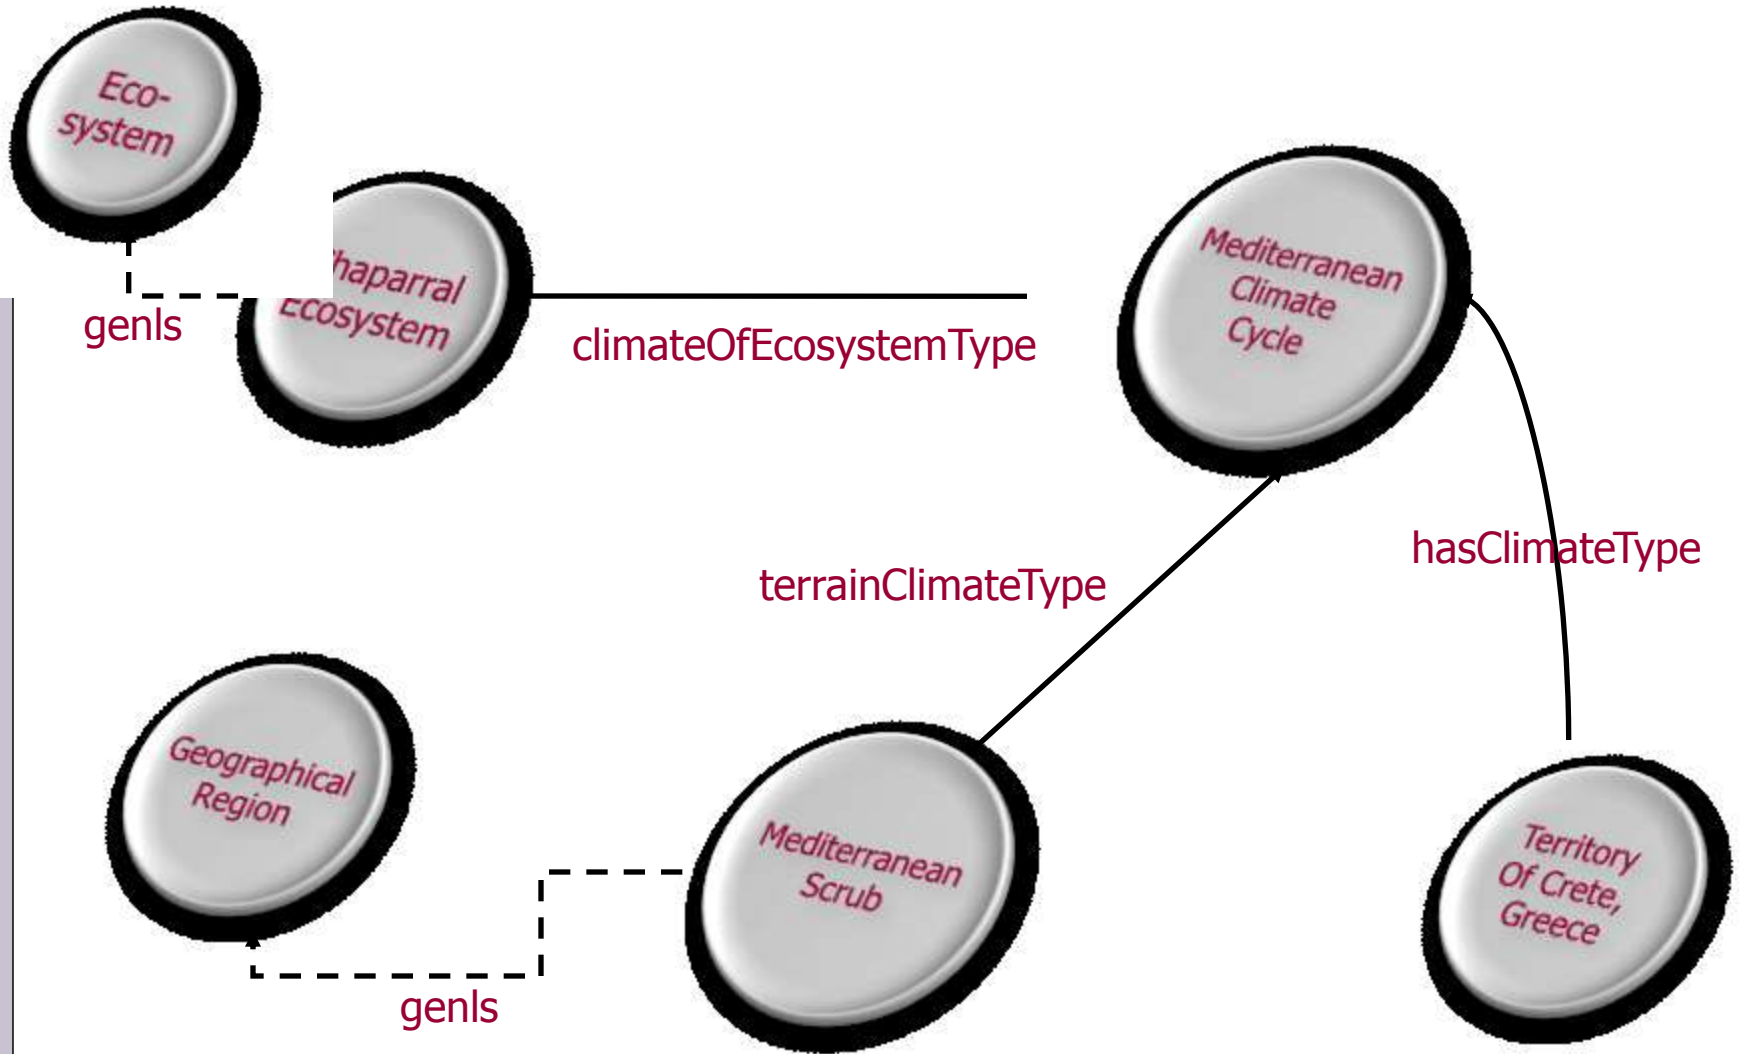 Eco-
system
haparral
Ecosystem
genls
climateOfEcosystemType
Mediterranean
Climate
Cycle
hasClimateType
terrainClimateType
Geographical
Region
Mediterranean
Scrub
genls
Territory
Of Crete,
Greece